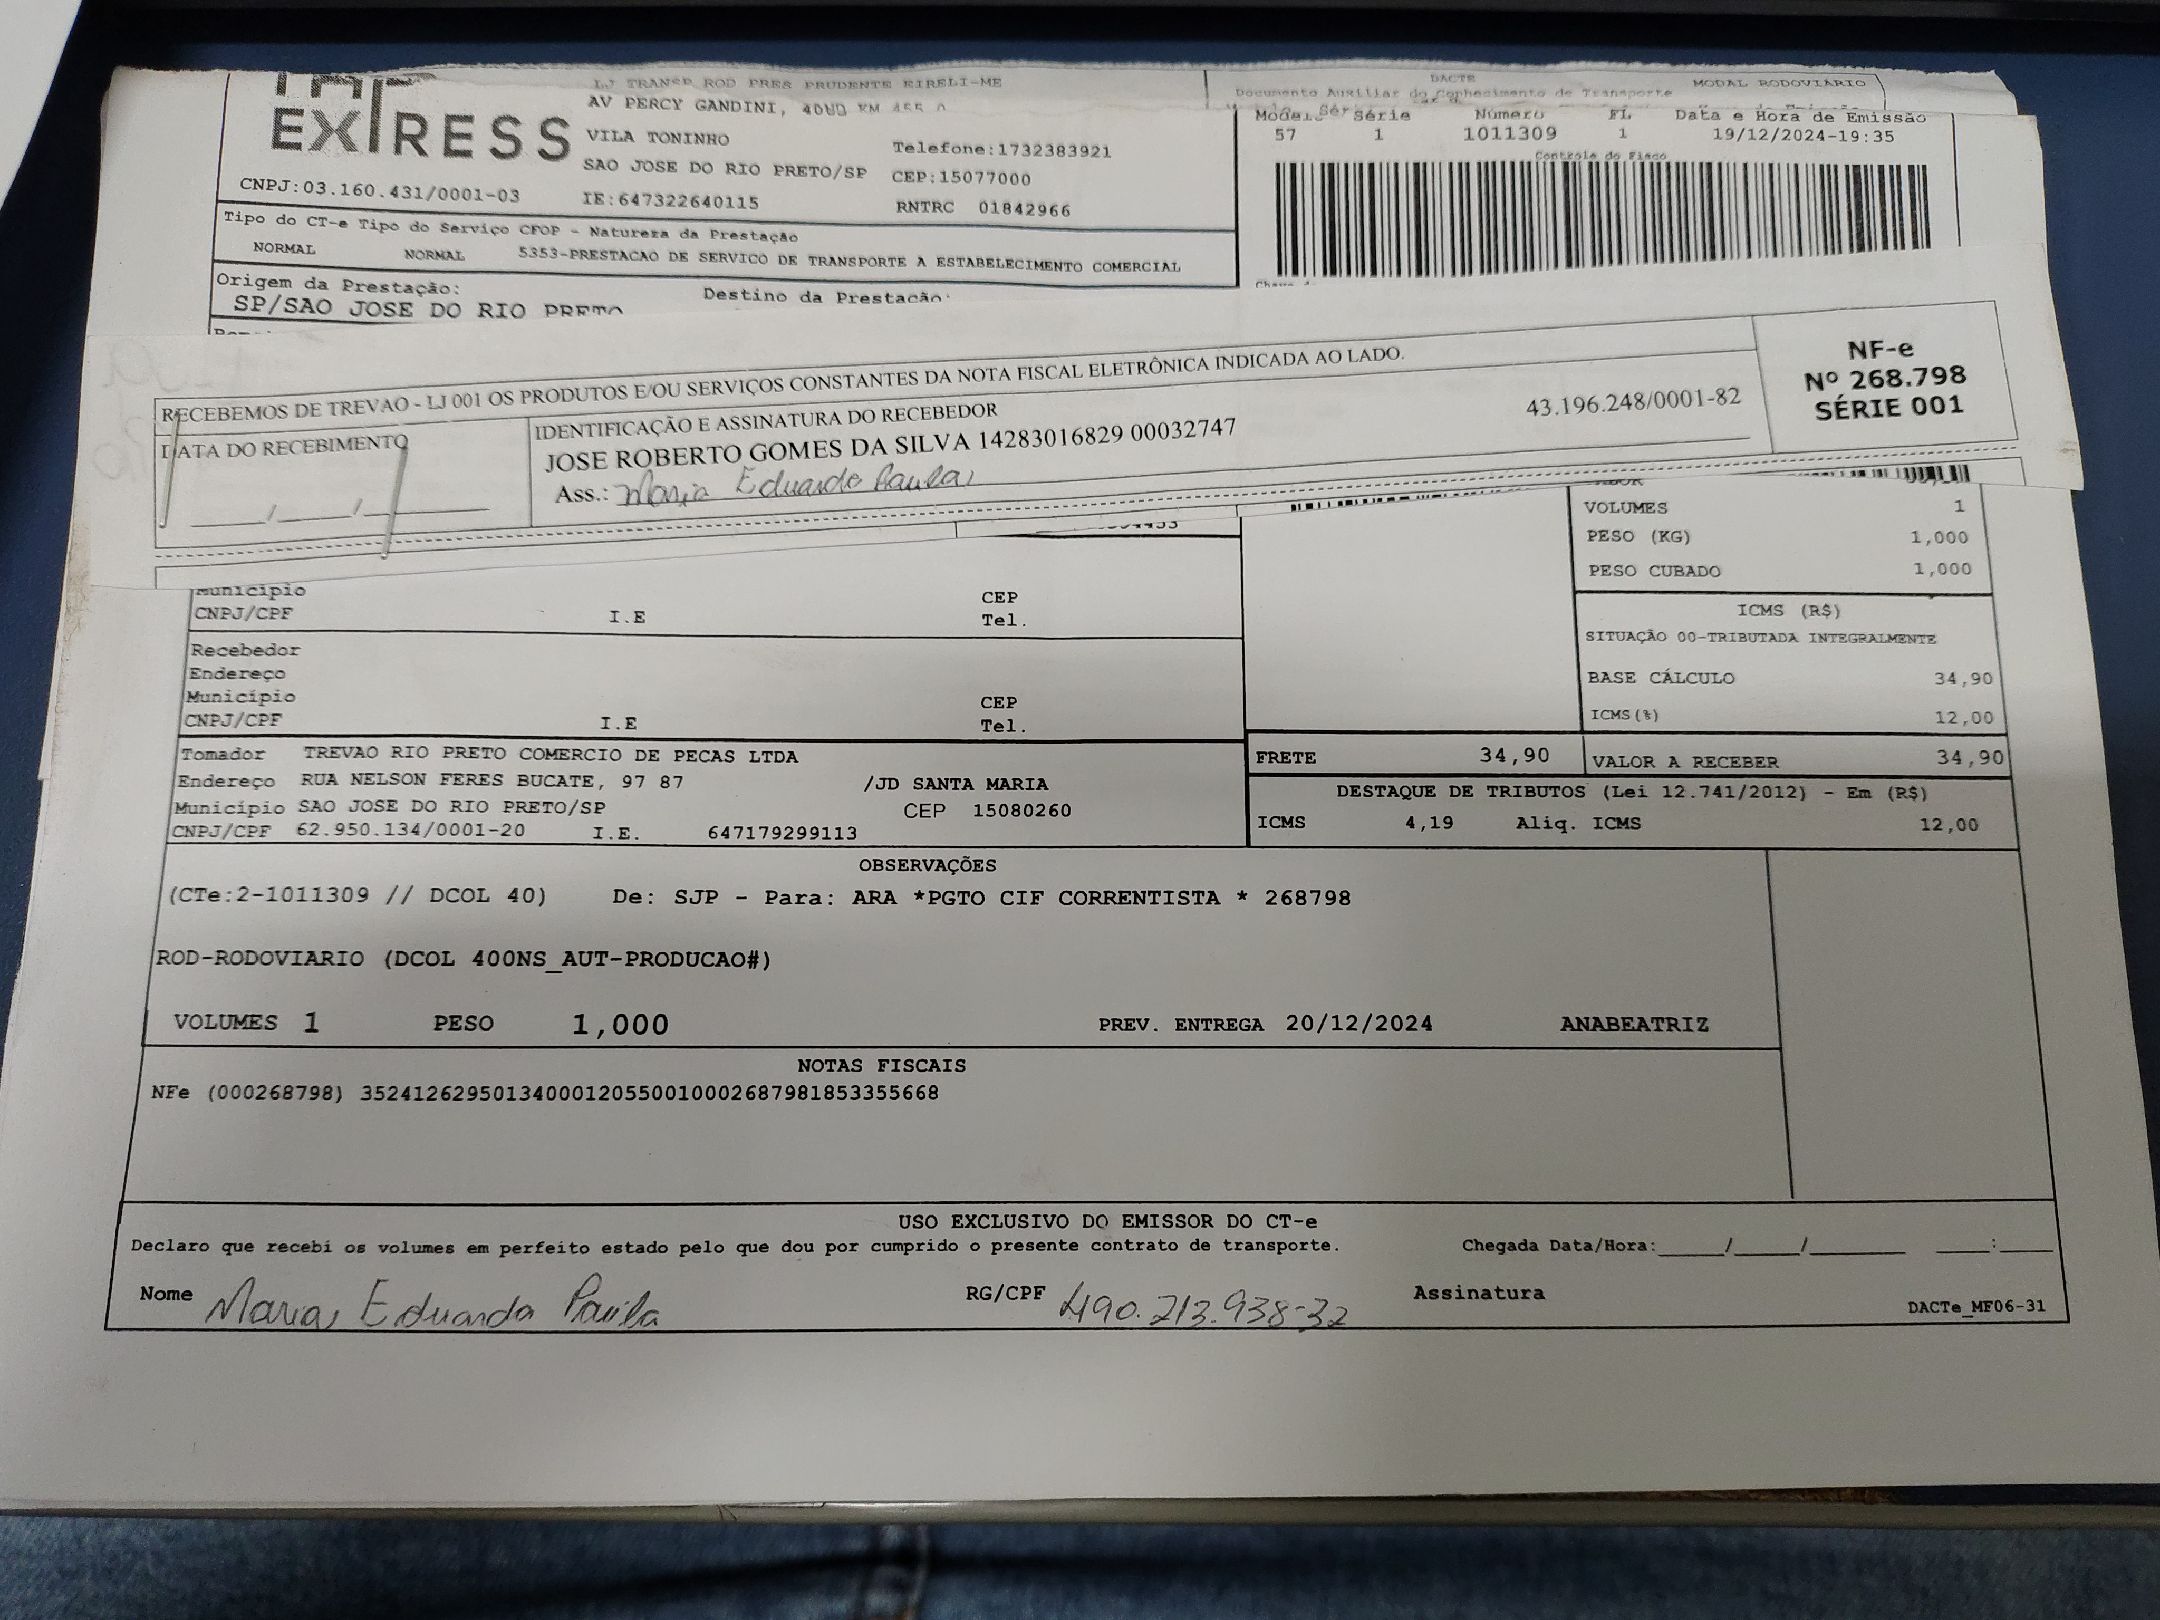 EXPRESS
LJ TRANSP ROD PRES PRUDENTE EIRELI-ME
AV PERCY GANDINI,
VILA TONINHO
SAO JOSE DO RIO PRETO/SP
Telefone:1732383921
CEP:15077000
CNPJ:03.160.431/0001-03
IE:647322640115
RNTRC 01842966
DACTE
MODAL RODOVIÁRIO
Documento Auxiliar do Conhecimento de Transporte
Série Número FL Data e Hora de Emissão
57 1 1011309 1 19/12/2024-19:35
Controle do Fisco
Tipo do CT-e Tipo do Serviço CFOP - Natureza da Prestação
NORMAL NORMAL 5353-PRESTACAO DE SERVICO DE TRANSPORTE A ESTABELECIMENTO COMERCIAL
Origem da Prestação: Destino da Prestação:
SP/SAO JOSE DO RIO PRETO
RECEBEMOS DE TREVAO - LJ 001 OS PRODUTOS E/OU SERVIÇOS CONSTANTES DA NOTA FISCAL ELETRÔNICA INDICADA AO LADO.
DATA DO RECEBIMENTO
___/___/______
IDENTIFICAÇÃO E ASSINATURA DO RECEBEDOR
JOSE ROBERTO GOMES DA SILVA 14283016829 00032747
43.196.248/0001-82
Ass.: Maria Eduarda Paula
NF-e
Nº 268.798
SÉRIE 001
VOLUMES 1
PESO (KG) 1,000
PESO CUBADO 1,000
ICMS (R$)
SITUAÇÃO 00-TRIBUTADA INTEGRALMENTE
BASE CÁLCULO 34,90
ICMS(%) 12,00
Município CEP
CNPJ/CPF I.E Tel.
Recebedor
Endereço
Município CEP
CNPJ/CPF I.E Tel.
Tomador TREVAO RIO PRETO COMERCIO DE PECAS LTDA
Endereço RUA NELSON FERES BUCATE, 97 87 /JD SANTA MARIA
Município SAO JOSE DO RIO PRETO/SP CEP 15080260
CNPJ/CPF 62.950.134/0001-20 I.E. 647179299113
FRETE 34,90 VALOR A RECEBER 34,90
DESTAQUE DE TRIBUTOS (Lei 12.741/2012) - Em (R$)
ICMS 4,19 Aliq. ICMS 12,00
OBSERVAÇÕES
(CTe:2-1011309 // DCOL 40) De: SJP - Para: ARA *PGTO CIF CORRENTISTA * 268798
ROD-RODOVIARIO (DCOL 400NS_AUT-PRODUCAO#)
VOLUMES 1 PESO 1,000 PREV. ENTREGA 20/12/2024 ANABEATRIZ
NOTAS FISCAIS
NFe (000268798) 35241262950134000120550010002687981853355668
USO EXCLUSIVO DO EMISSOR DO CT-e
Declaro que recebi os volumes em perfeito estado pelo que dou por cumprido o presente contrato de transporte. Chegada Data/Hora:_____/_____/_______ ____:____
Nome Maria Eduarda Paula RG/CPF 490.213.938-32 Assinatura
DACTe_MF06-31